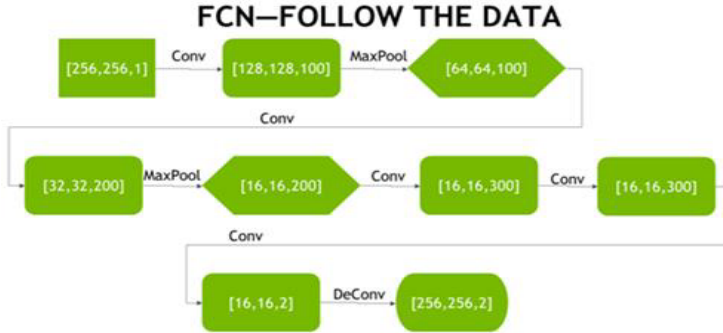 FCN—FOLLOW THE DATA
[256,256,1]
Conv
[128,128,100]
MaxPool
[64,64,100]
Conv
[32,32,200]
MaxPool
[16,16,200]
Conv
[16,16,300]
Conv
[16,16,300]
Conv
[16,16,2]
DeConv
[256,256,2]